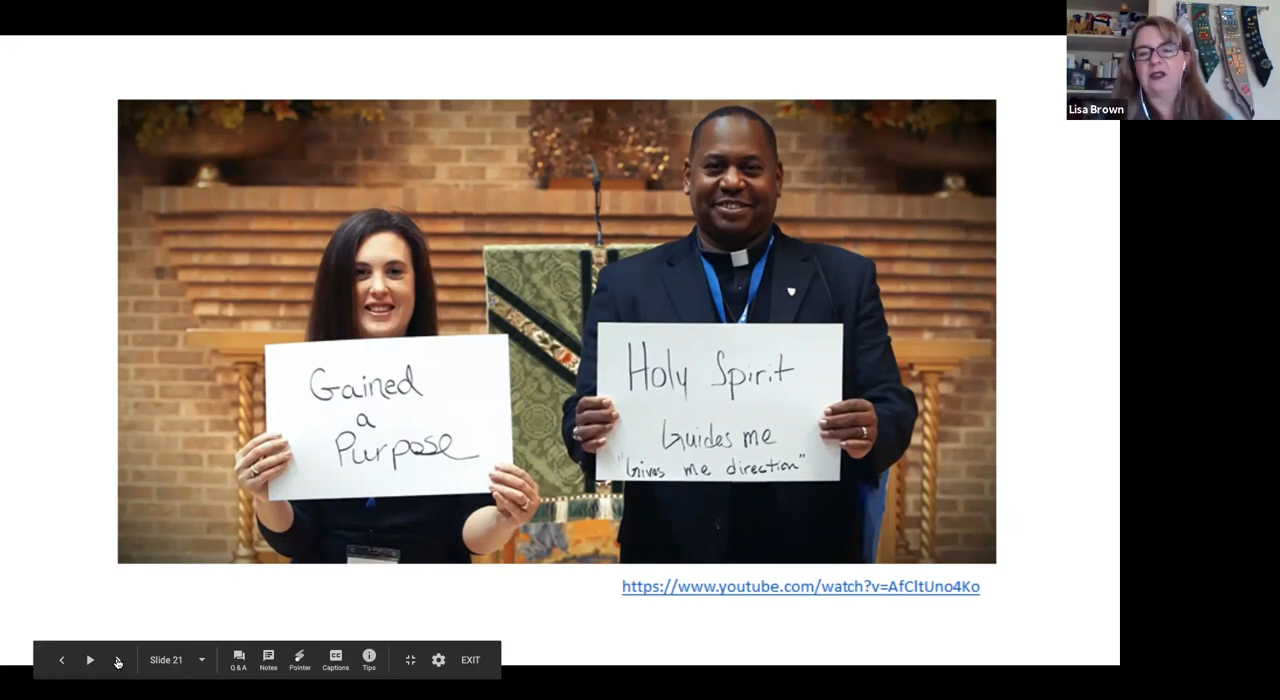 Lisa Brown
Gained
a
Purpose
Holy Spirit
Guides me
"Gives me direction"
https://www.youtube.com/watch?v=AfCltUno4Ko
Slide 21
Q & A
Notes
Pointer
Captions
Tips
EXIT